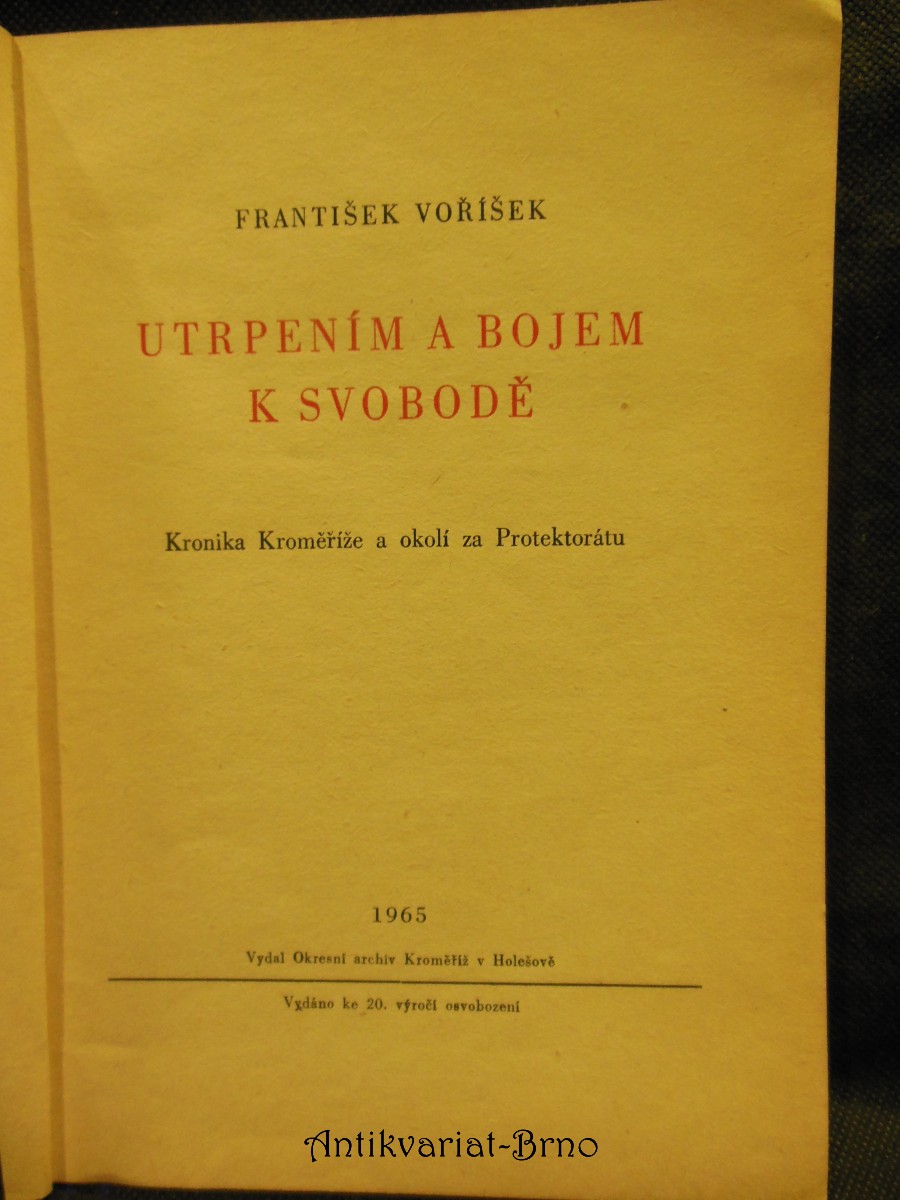 FRANTIŠEK VOŘÍŠEK
UTRPENÍM A BOJEM
K SVOBODĚ
Kronika Kroměříže a okolí za Protektorátu
1965
Vydal Okresní archiv Kroměříž v Holešově
Vydáno ke 20. výročí osvobození
Antikvariat-Brno